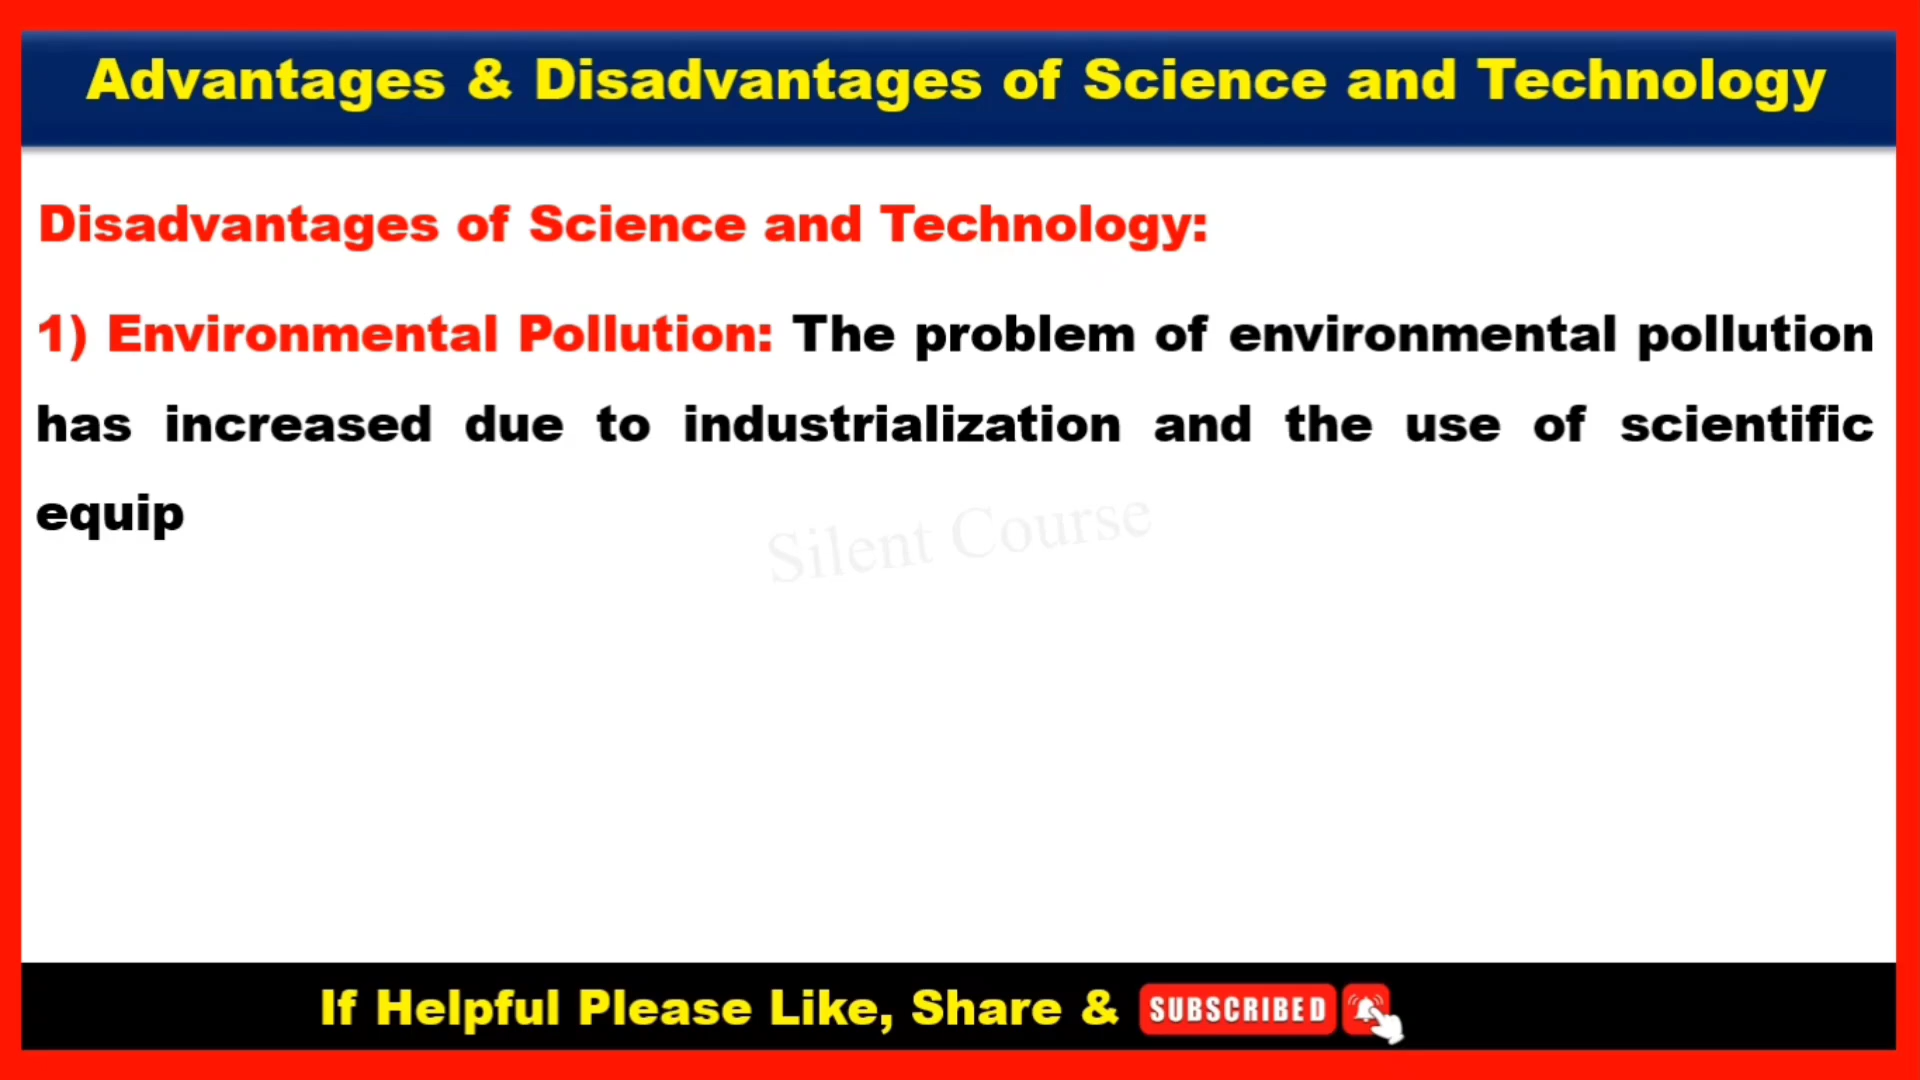 Advantages & Disadvantages of Science and Technology
Disadvantages of Science and Technology:
1) Environmental Pollution: The problem of environmental pollution
has increased due to industrialization and the use of scientific
equip
Silent Course
If Helpful Please Like, Share & SUBSCRIBED